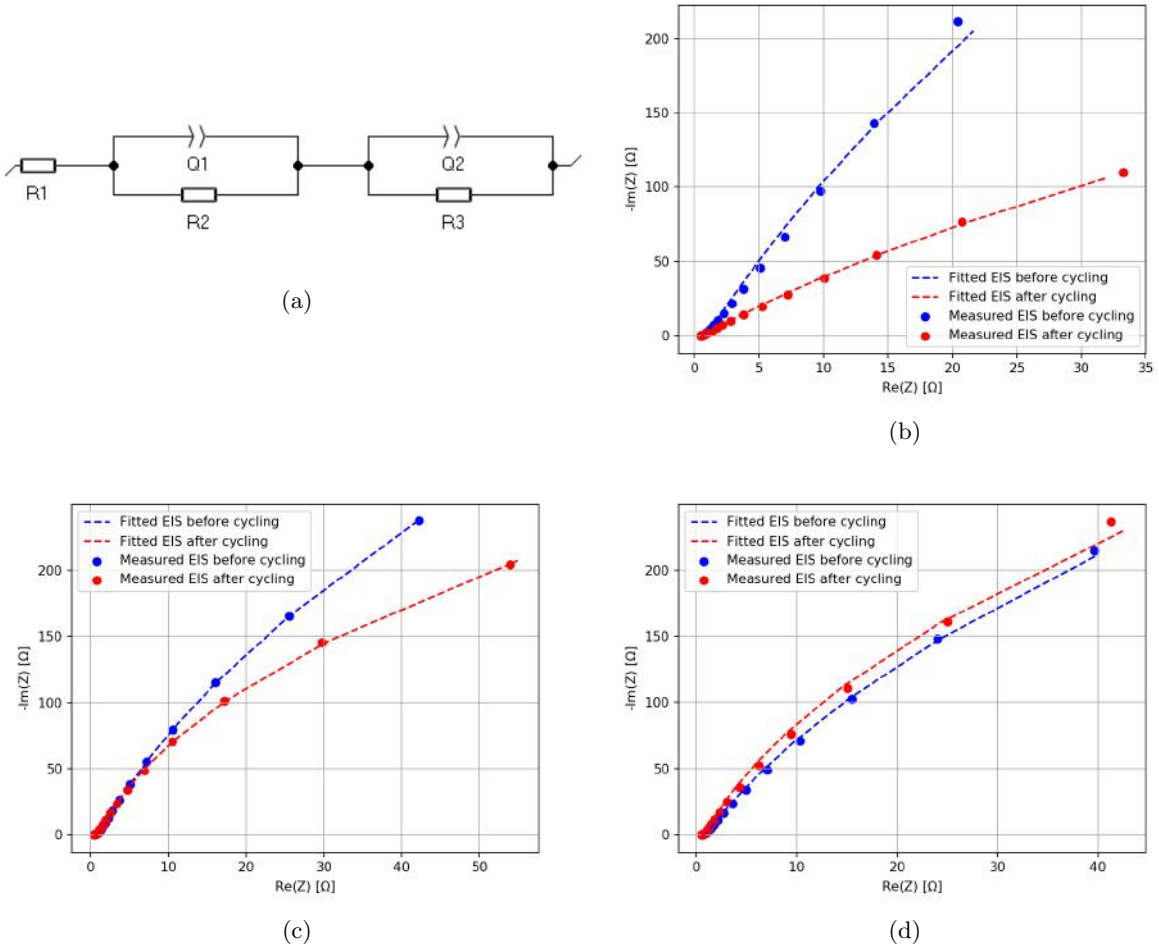 Q1
Q2
R1
R2
R3
(a)
200
150
100
50
0
-Im(Z) [Ω]
Fitted EIS before cycling
Fitted EIS after cycling
Measured EIS before cycling
Measured EIS after cycling
0 5 10 15 20 25 30 35
Re(Z) [Ω]
(b)
Fitted EIS before cycling
Fitted EIS after cycling
Measured EIS before cycling
Measured EIS after cycling
200
150
100
50
0
-Im(Z) [Ω]
0 10 20 30 40 50
Re(Z) [Ω]
(c)
Fitted EIS before cycling
Fitted EIS after cycling
Measured EIS before cycling
Measured EIS after cycling
200
150
100
50
0
-Im(Z) [Ω]
0 10 20 30 40
Re(Z) [Ω]
(d)